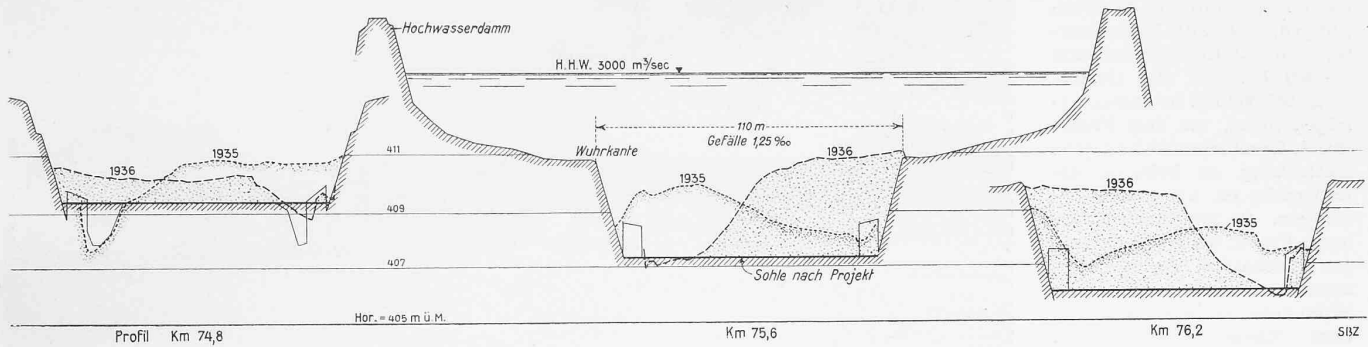 Hochwasserdamm
H.H.W. 3000 m³/sec
110 m
Gefälle 1,25 ‰
Wuhrkante
1936
1935
411
409
407
1935
1936
Sohle nach Projekt
1936
1935
Hor. = 405 m ü. M.
Profil Km 74,8
Km 75,6
Km 76,2
SBZ